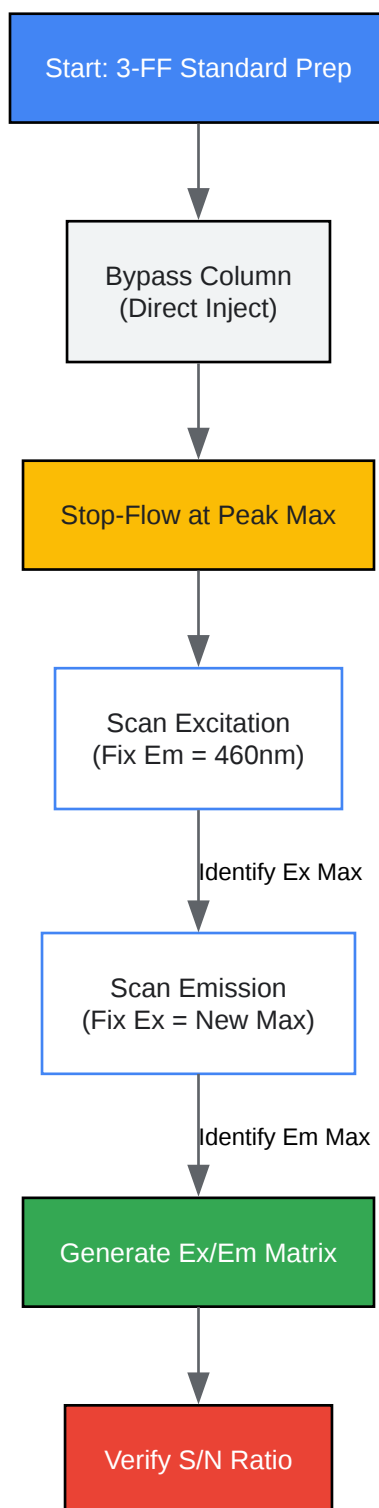 Start: 3-FF Standard Prep
Bypass Column
(Direct Inject)
Stop-Flow at Peak Max
Scan Excitation
(Fix Em = 460nm)
Identify Ex Max
Scan Emission
(Fix Ex = New Max)
Identify Em Max
Generate Ex/Em Matrix
Verify S/N Ratio